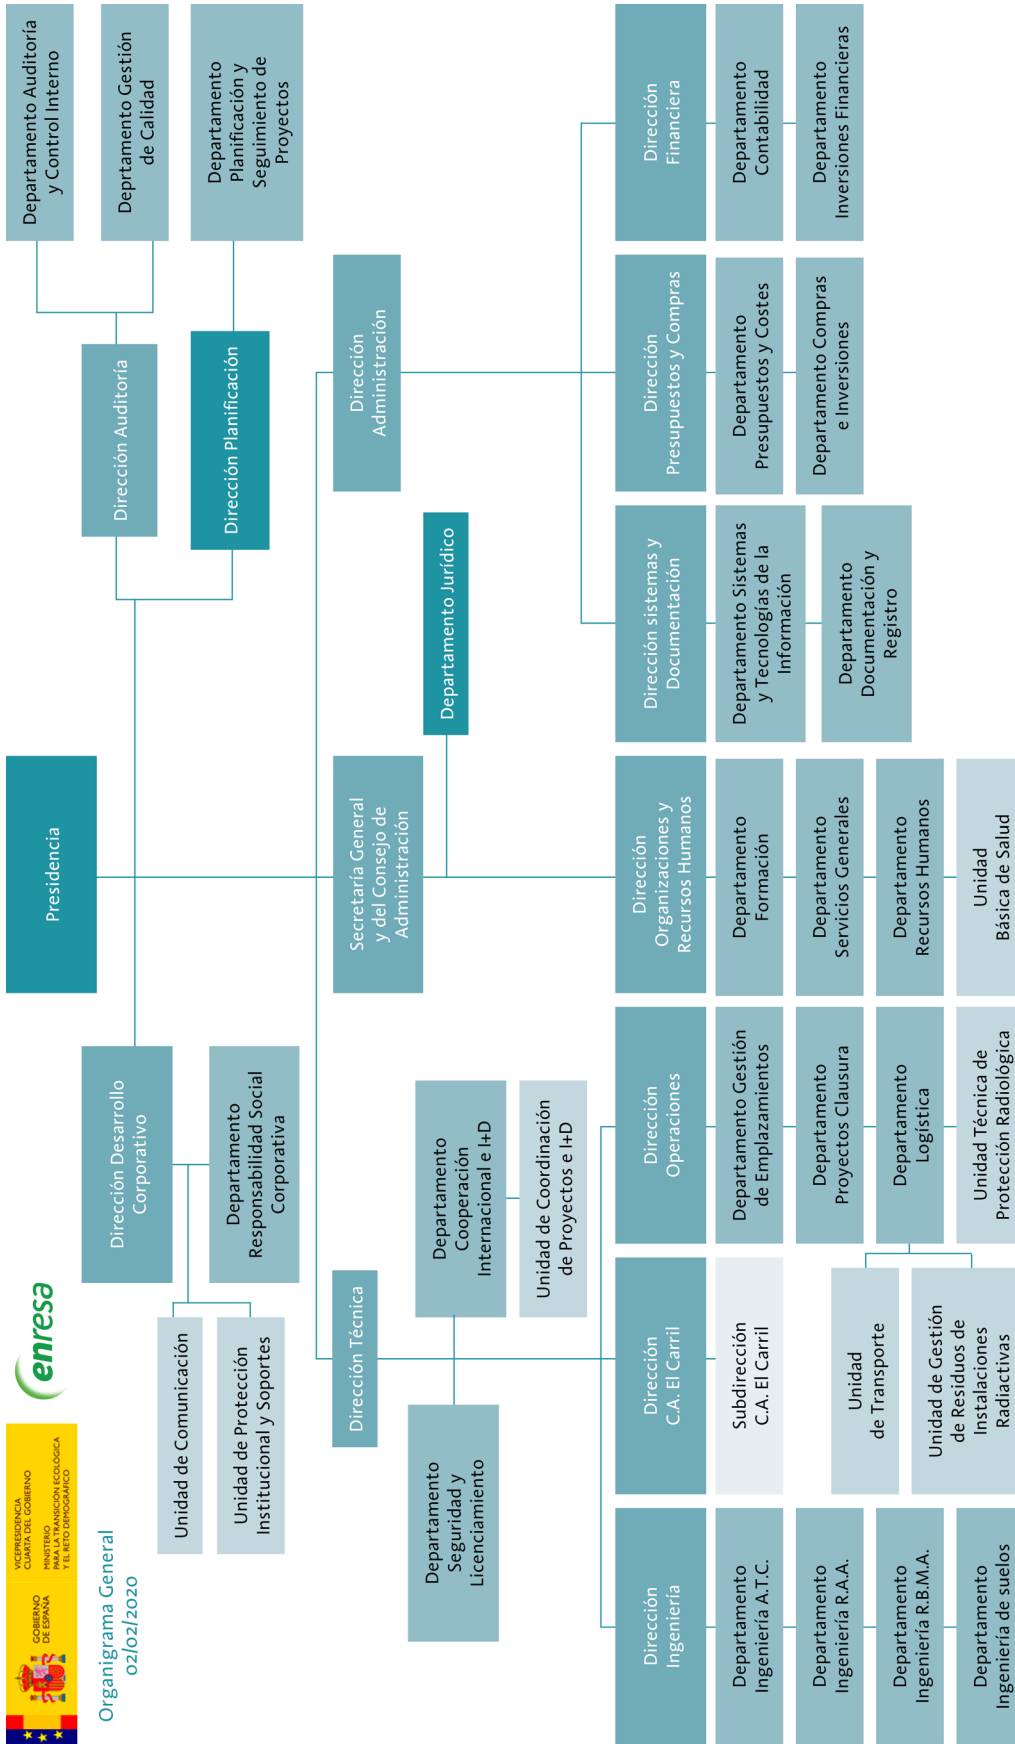 GOBIERNO
DE ESPAÑA
VICEPRESIDENCIA
CUARTA DEL GOBIERNO
MINISTERIO
PARA LA TRANSICIÓN ECOLÓGICA
Y EL RETO DEMOGRÁFICO
enresa
Organigrama General
02/02/2020
Presidencia
Dirección Desarrollo
Corporativo
Departamento
Responsabilidad Social
Corporativa
Unidad de Comunicación
Unidad de Protección
Institucional y Soportes
Dirección Auditoría
Departamento Auditoría
y Control Interno
Deprtamento Gestión
de Calidad
Dirección Planificación
Departamento
Planificación y
Seguimiento de
Proyectos
Dirección Técnica
Secretaría General
y del Consejo de
Administración
Dirección
Administración
Departamento
Seguridad y
Licenciamiento
Departamento
Cooperación
Internacional e I+D
Unidad de Coordinación
de Proyectos e I+D
Departamento Jurídico
Dirección
Ingeniería
Departamento
Ingeniería A.T.C.
Departamento
Ingeniería R.A.A.
Departamento
Ingeniería R.B.M.A.
Departamento
Ingeniería de suelos
Dirección
C.A. El Carril
Subdirección
C.A. El Carril
Unidad
de Transporte
Unidad de Gestión
de Residuos de
Instalaciones
Radiactivas
Dirección
Operaciones
Departamento Gestión
de Emplazamientos
Departamento
Proyectos Clausura
Departamento
Logística
Unidad Técnica de
Protección Radiológica
Dirección
Organizaciones y
Recursos Humanos
Departamento
Formación
Departamento
Servicios Generales
Departamento
Recursos Humanos
Unidad
Básica de Salud
Dirección sistemas y
Documentación
Departamento Sistemas
y Tecnologías de la
Información
Departamento
Documentación y
Registro
Dirección
Presupuestos y Compras
Departamento
Presupuestos y Costes
Departamento Compras
e Inversiones
Dirección
Financiera
Departamento
Contabilidad
Departamento
Inversiones Financieras